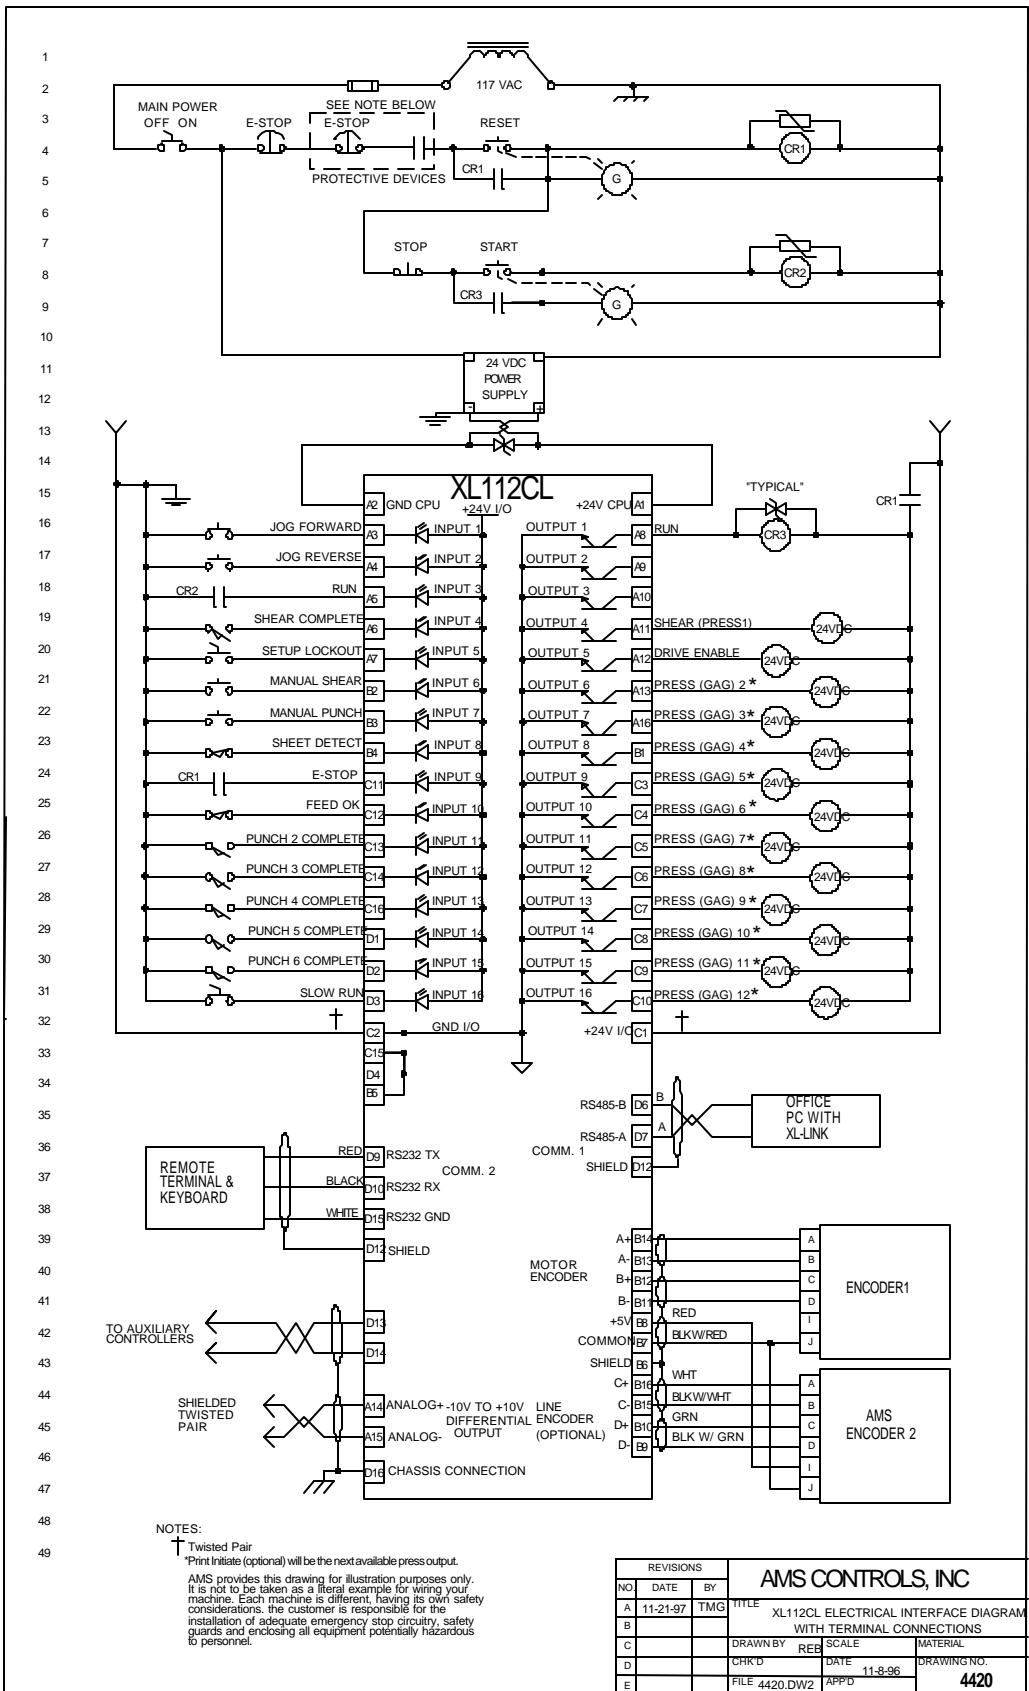 1
117 VAC
2
MAIN POWER
OFF ON
E-STOP
SEE NOTE BELOW
E-STOP
RESET
3
4
CR1
CR1
5
PROTECTIVE DEVICES
G
6
7
STOP
START
8
CR2
9
CR3
G
10
11
24 VDC
POWER
SUPPLY
- +
12
13
14
XL112CL
15
A2 GND CPU
+24V I/O
+24V CPU A1
"TYPICAL"
CR1
16
JOG FORWARD A3 INPUT 1
OUTPUT 1 A8 RUN
CR3
17
JOG REVERSE A4 INPUT 2
OUTPUT 2 A9
18
CR2 RUN A5 INPUT 3
OUTPUT 3 A10
19
SHEAR COMPLETE A6 INPUT 4
OUTPUT 4 A11 SHEAR (PRESS1) 24VDC
20
SETUP LOCKOUT A7 INPUT 5
OUTPUT 5 A12 DRIVE ENABLE 24VDC
21
MANUAL SHEAR B2 INPUT 6
OUTPUT 6 A13 PRESS (GAG) 2 * 24VDC
22
MANUAL PUNCH B3 INPUT 7
OUTPUT 7 A16 PRESS (GAG) 3* 24VDC
23
SHEET DETECT B4 INPUT 8
OUTPUT 8 B1 PRESS (GAG) 4* 24VDC
24
CR1 E-STOP C11 INPUT 9
OUTPUT 9 C3 PRESS (GAG) 5* 24VDC
25
FEED OK C12 INPUT 10
OUTPUT 10 C4 PRESS (GAG) 6* 24VDC
26
PUNCH 2 COMPLETE C13 INPUT 11
OUTPUT 11 C5 PRESS (GAG) 7* 24VDC
27
PUNCH 3 COMPLETE C14 INPUT 12
OUTPUT 12 C6 PRESS (GAG) 8* 24VDC
28
PUNCH 4 COMPLETE C16 INPUT 13
OUTPUT 13 C7 PRESS (GAG) 9 * 24VDC
29
PUNCH 5 COMPLETE D1 INPUT 14
OUTPUT 14 C8 PRESS (GAG) 10 * 24VDC
30
PUNCH 6 COMPLETE D2 INPUT 15
OUTPUT 15 C9 PRESS (GAG) 11 * 24VDC
31
SLOW RUN D3 INPUT 16
OUTPUT 16 C10 PRESS (GAG) 12* 24VDC
32
† C2 GND I/O
+24V I/O C1 †
33
C15
34
D4
B5
35
RS485-B D6 B
OFFICE
PC WITH
XL-LINK
36
RS485-A D7 A
COMM. 1
SHIELD D12
REMOTE
TERMINAL &
KEYBOARD
RED D9 RS232 TX
COMM. 2
37
BLACK D10 RS232 RX
38
WHITE D15 RS232 GND
39
D12 SHIELD
MOTOR
ENCODER
A+ B14 A
A- B13 B
40
B+ B12 C
ENCODER1
41
B- B11 D
+5V B8 RED I
42
TO AUXILIARY
CONTROLLERS
D13
COMMON B7 BLKW/RED J
43
D14
SHIELD B6
44
SHIELDED
TWISTED
PAIR
A14 ANALOG+
-10V TO +10V
DIFFERENTIAL
OUTPUT
LINE
ENCODER
(OPTIONAL)
C+ B16 WHT A
C- B15 BLKW/WHT B
45
A15 ANALOG-
D+ B10 GRN C
D- B9 BLK W/ GRN D
AMS
ENCODER 2
46
D16 CHASSIS CONNECTION
I
47
J
48
49
NOTES:
† Twisted Pair
*Print Initiate (optional) will be the next available press output.
AMS provides this drawing for illustration purposes only.
It is not to be taken as a literal example for wiring your
machine. Each machine is different, having its own safety
considerations. the customer is responsible for the
installation of adequate emergency stop circuitry, safety
guards and enclosing all equipment potentially hazardous
to personnel.
REVISIONS
NO. DATE BY
A 11-21-97 TMG
B
C
D
E
AMS CONTROLS, INC
TITLE XL112CL ELECTRICAL INTERFACE DIAGRAM
WITH TERMINAL CONNECTIONS
DRAWN BY REB SCALE MATERIAL
CHK'D DATE 11-8-96 DRAWING NO.
FILE 4420.DW2 APP'D 4420